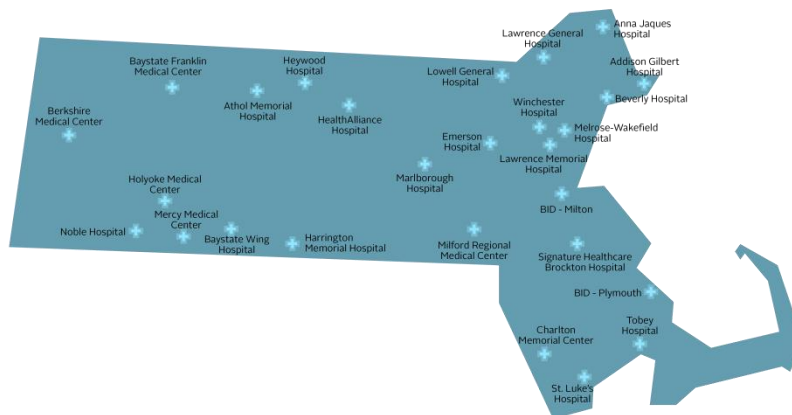 Anna Jaques
Hospital
Lawrence General
Hospital
Addison Gilbert
Hospital
Baystate Franklin
Medical Center
Heywood
Hospital
Lowell General
Hospital
Beverly Hospital
Athol Memorial
Hospital
HealthAlliance
Hospital
Winchester
Hospital
Berkshire
Medical Center
Melrose-Wakefield
Hospital
Emerson
Hospital
Lawrence Memorial
Hospital
Marlborough
Hospital
Holyoke Medical
Center
BID - Milton
Mercy Medical
Center
Noble Hospital
Baystate Wing
Hospital
Harrington
Memorial Hospital
Milford Regional
Medical Center
Signature Healthcare
Brockton Hospital
BID - Plymouth
Tobey
Hospital
Charlton
Memorial Center
St. Luke's
Hospital